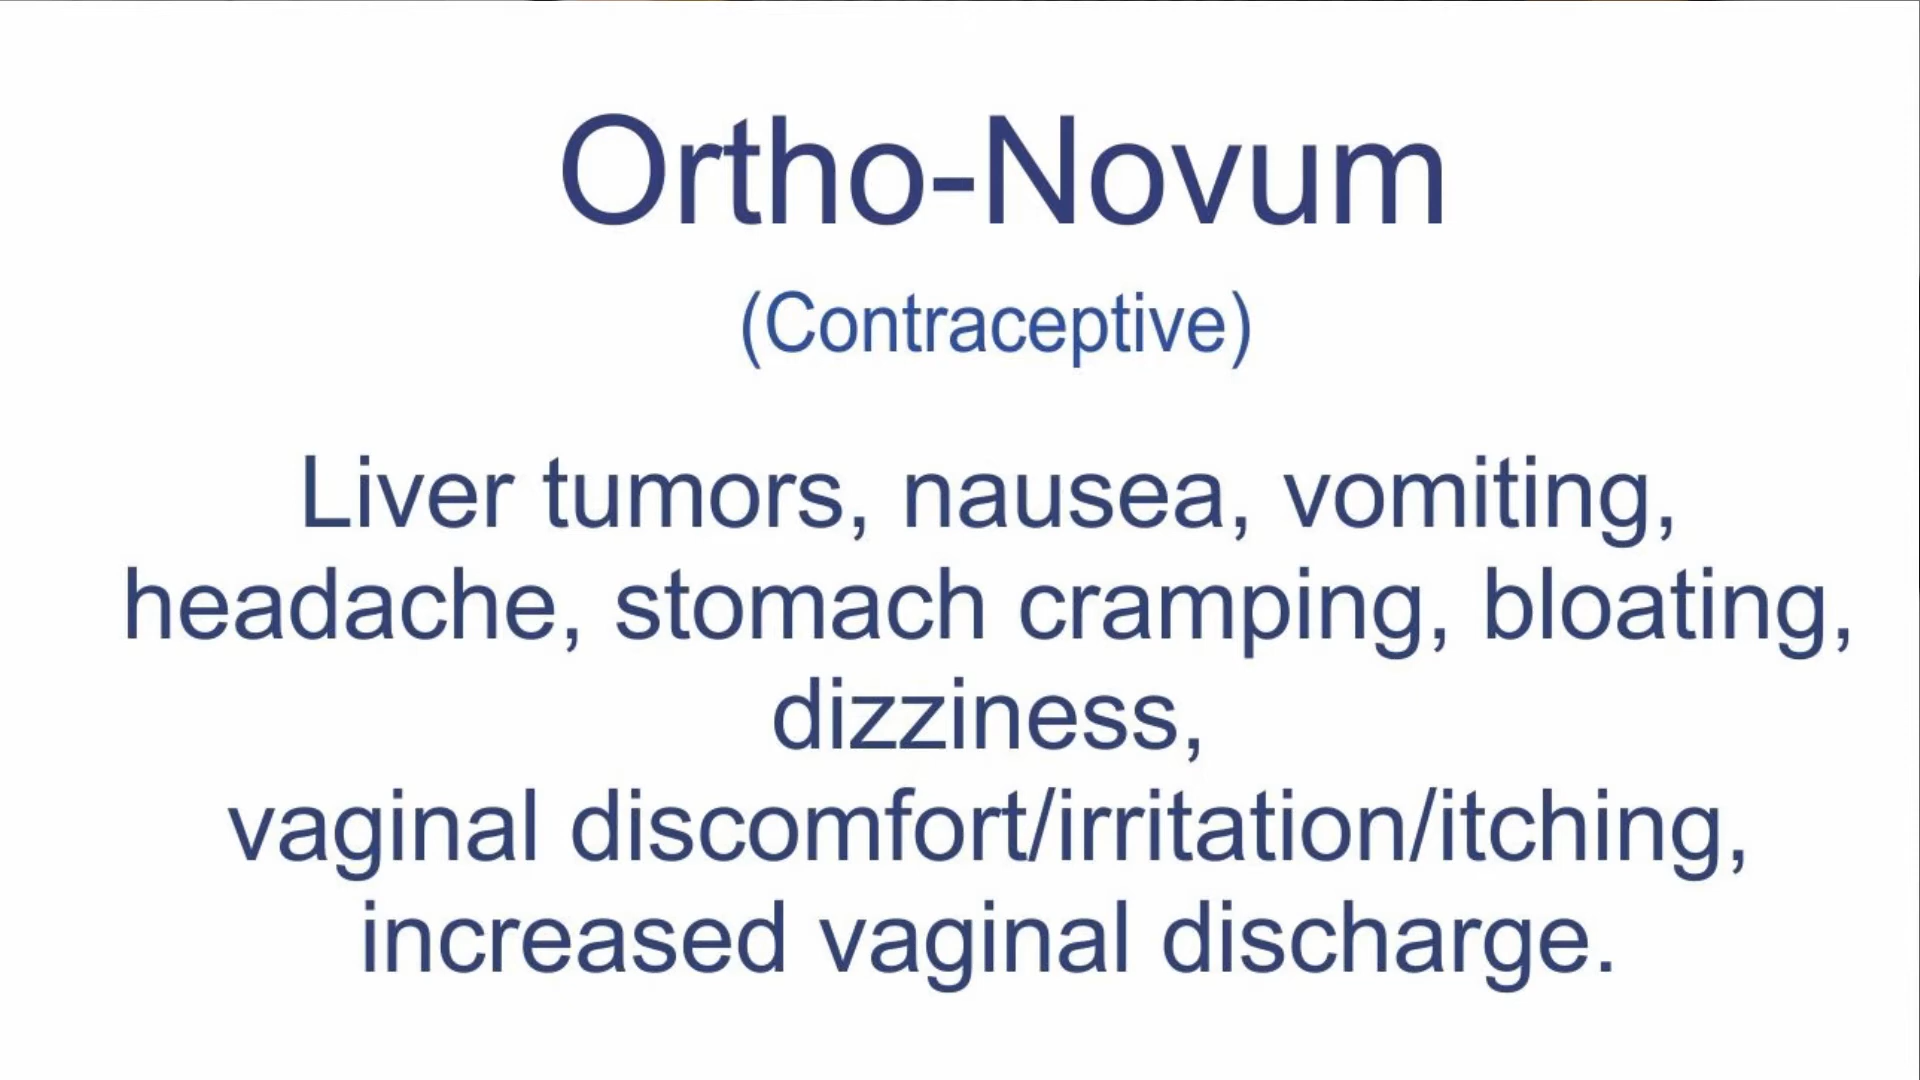 Ortho-Novum
(Contraceptive)
Liver tumors, nausea, vomiting,
headache, stomach cramping, bloating,
dizziness,
vaginal discomfort/irritation/itching,
increased vaginal discharge.